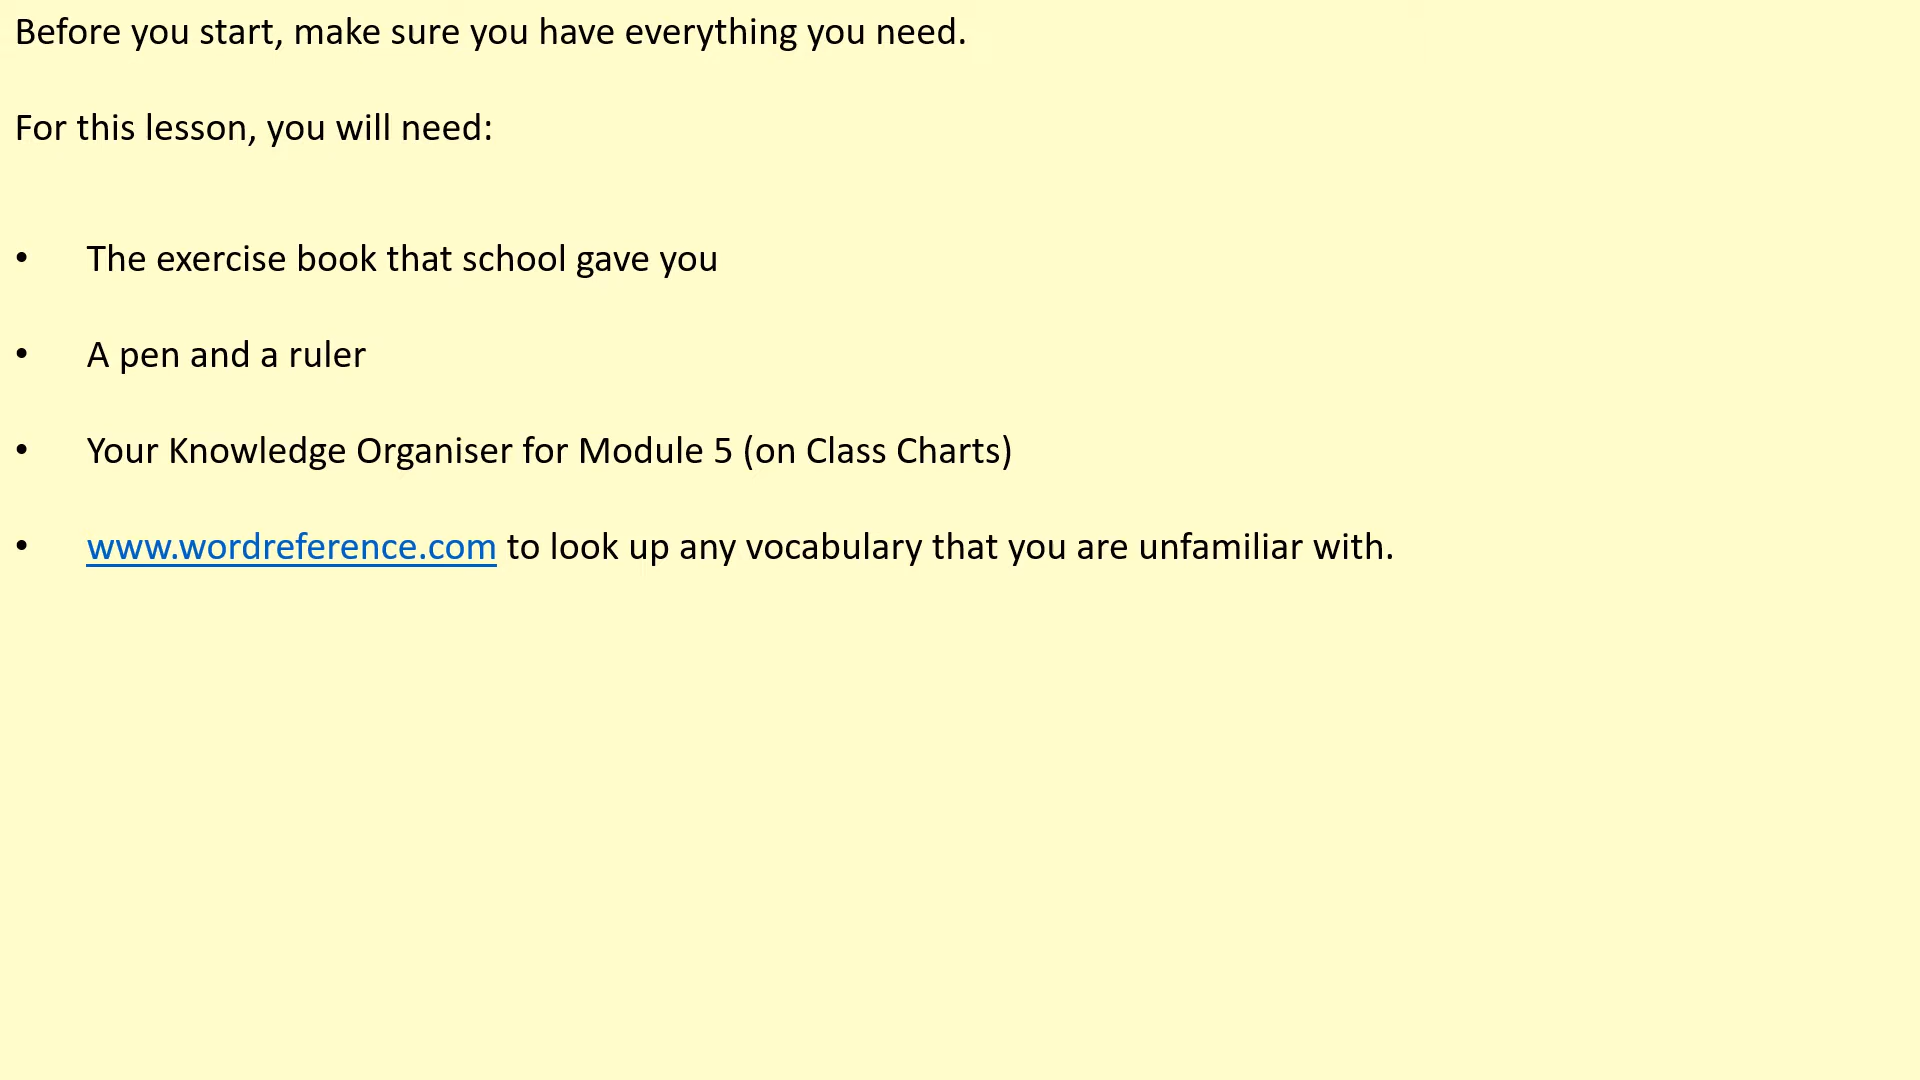 Before you start, make sure you have everything you need.
For this lesson, you will need:
• The exercise book that school gave you
• A pen and a ruler
• Your Knowledge Organiser for Module 5 (on Class Charts)
• www.wordreference.com to look up any vocabulary that you are unfamiliar with.